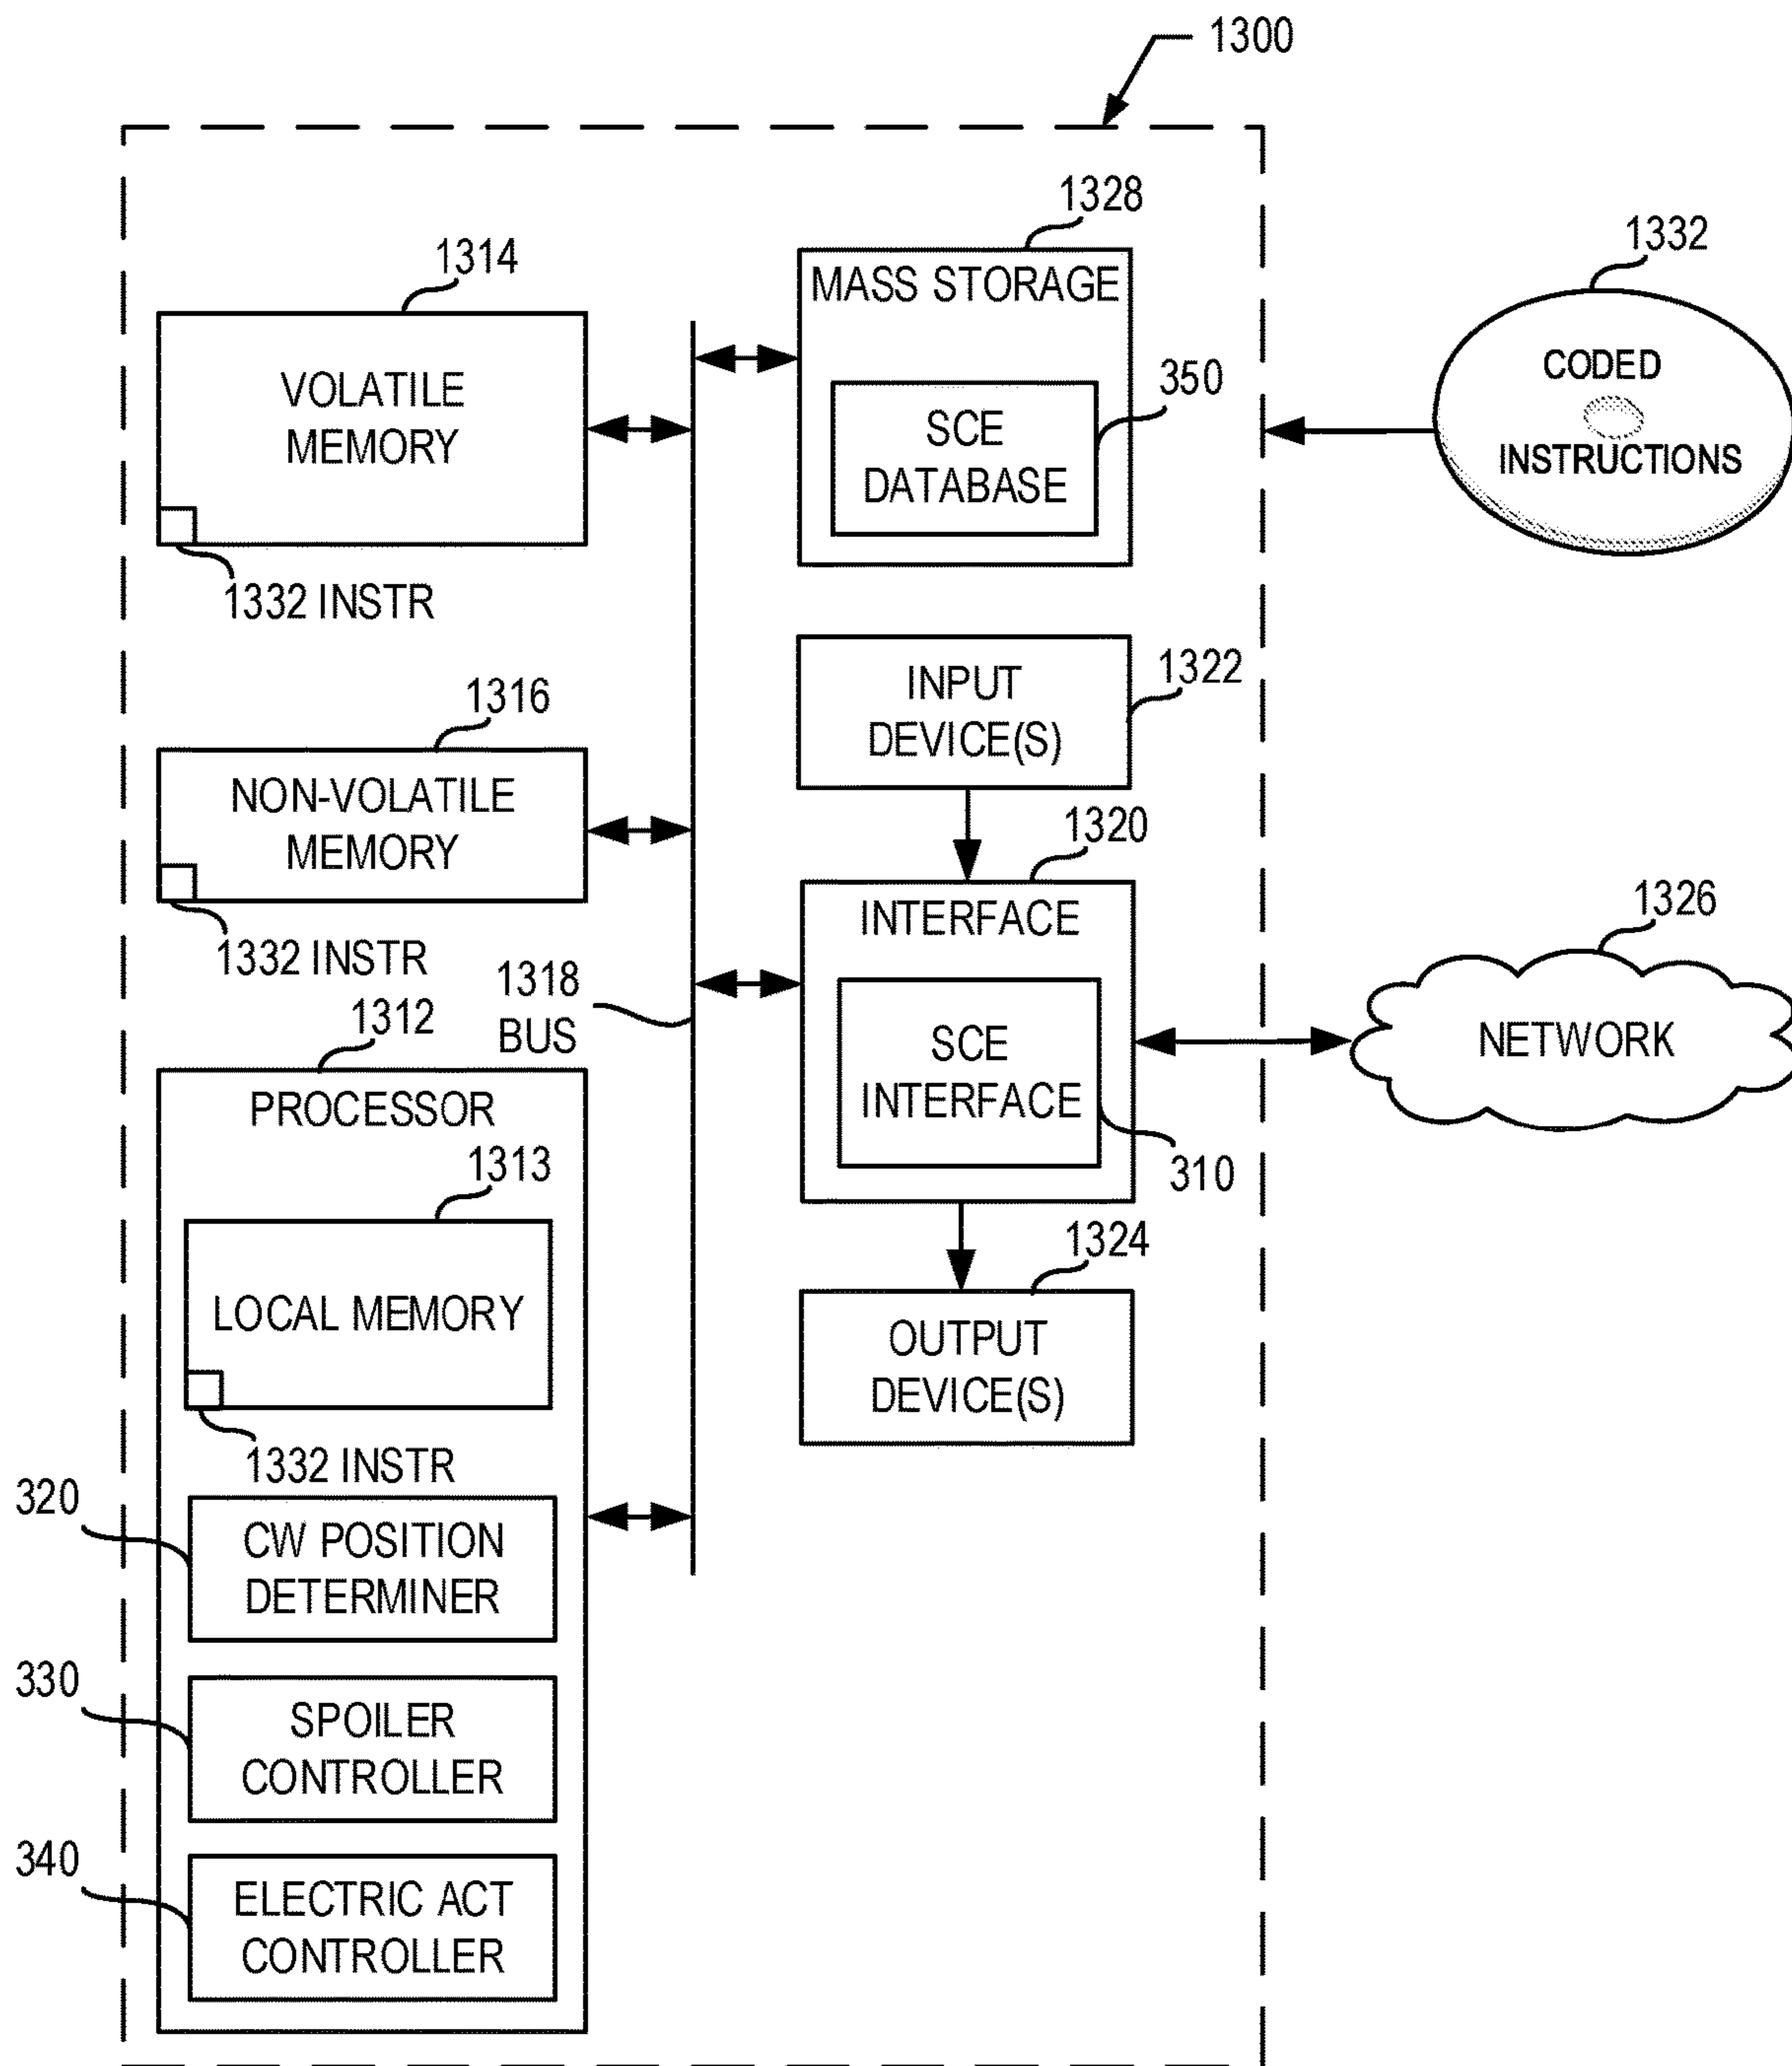 1300
1328
MASS STORAGE
350
SCE
DATABASE
1314
VOLATILE
MEMORY
1332 INSTR
1332
CODED
INSTRUCTIONS
1322
INPUT
DEVICE(S)
1316
NON-VOLATILE
MEMORY
1332 INSTR
1320
INTERFACE
SCE
INTERFACE
310
1326
NETWORK
1318
BUS
1312
PROCESSOR
1313
LOCAL MEMORY
1332 INSTR
1324
OUTPUT
DEVICE(S)
320
CW POSITION
DETERMINER
330
SPOILER
CONTROLLER
340
ELECTRIC ACT
CONTROLLER